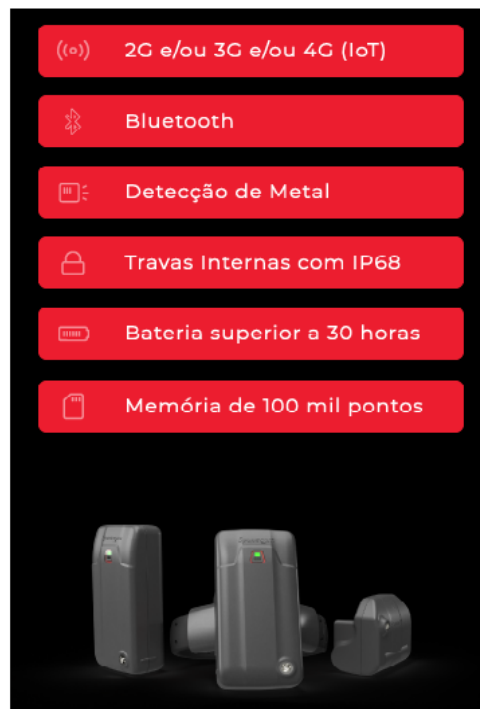 2G e/ou 3G e/ou 4G (IoT)
Bluetooth
Detecção de Metal
Travas Internas com IP68
Bateria superior a 30 horas
Memória de 100 mil pontos